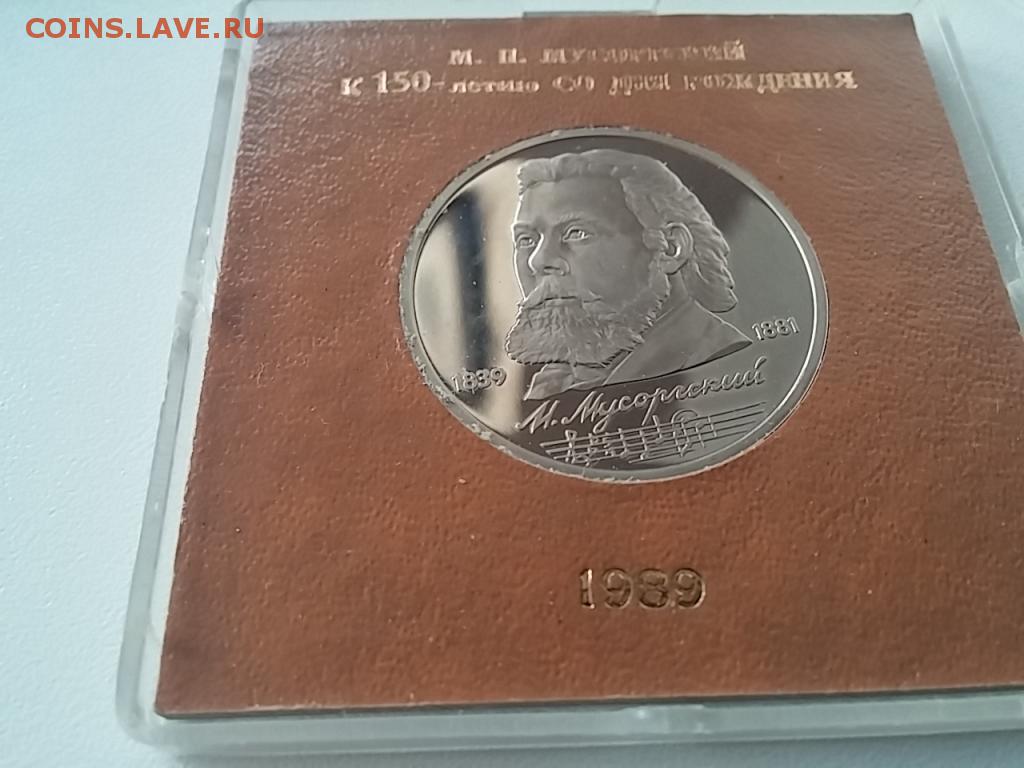 COINS.LAVE.RU
М. П. МУСОРГСКИЙ
К 150-летию со дня рождения
1839
1881
М. Мусоргский
1989